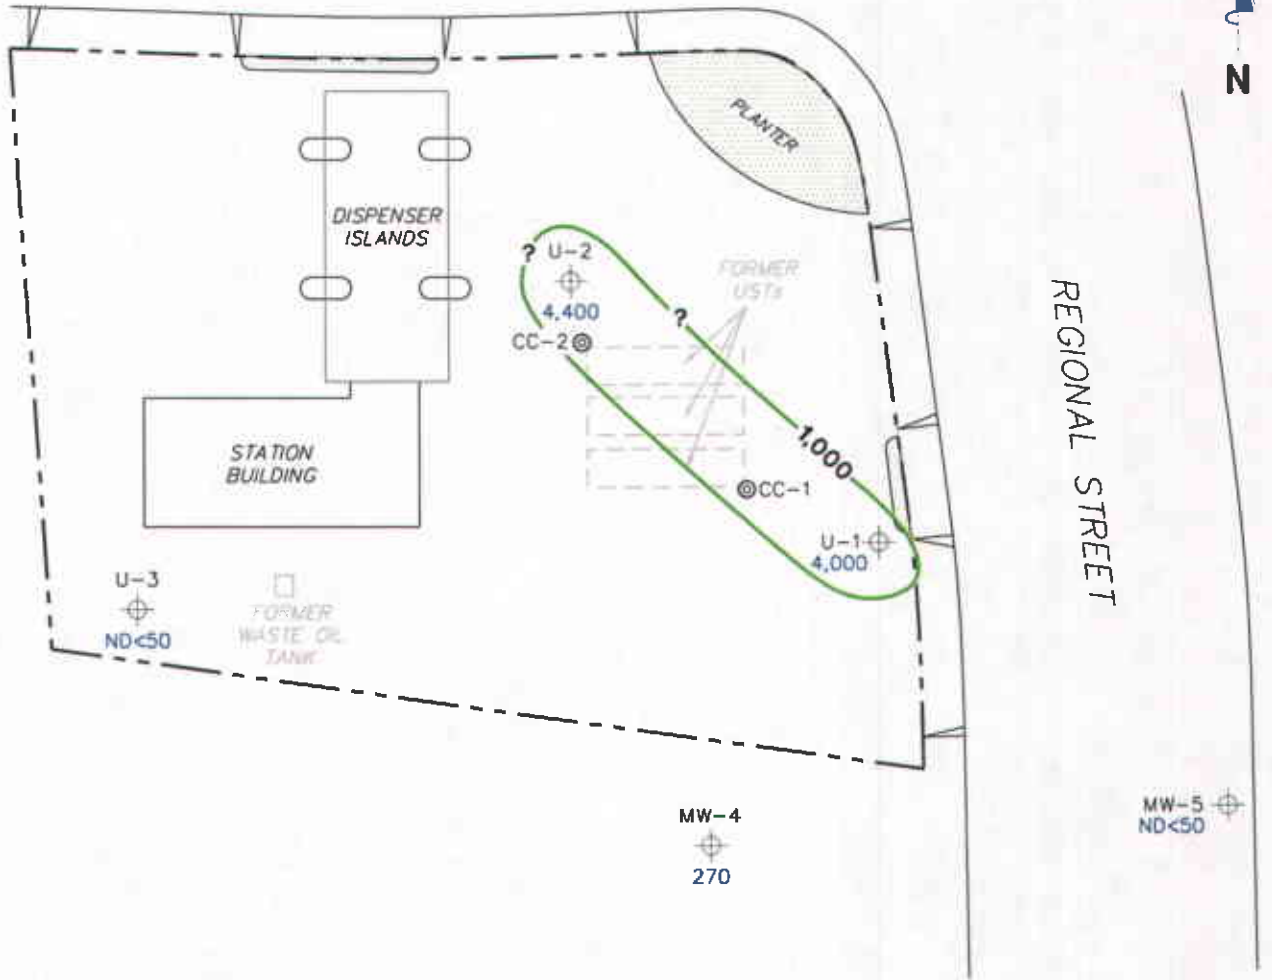 N
PLANTER
DISPENSER
ISLANDS
? U-2
4,400
FORMER
USTs
?
CC-2
1,000
STATION
BUILDING
CC-1
U-1
4,000
REGIONAL STREET
U-3
ND<50
FORMER
WASTE OIL
TANK
MW-4
270
MW-5
ND<50